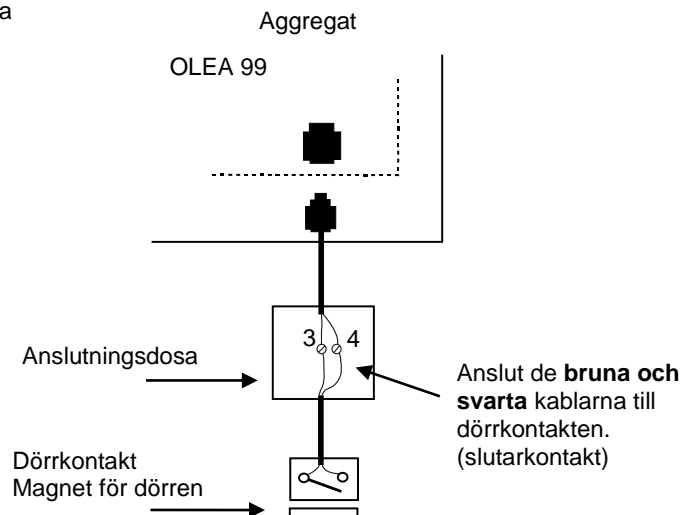 a
Aggregat
OLEA 99
3 4
Anslutningsdosa
Anslut de bruna och
svarta kablarna till
dörrkontakten.
(slutarkontakt)
Dörrkontakt
Magnet för dörren